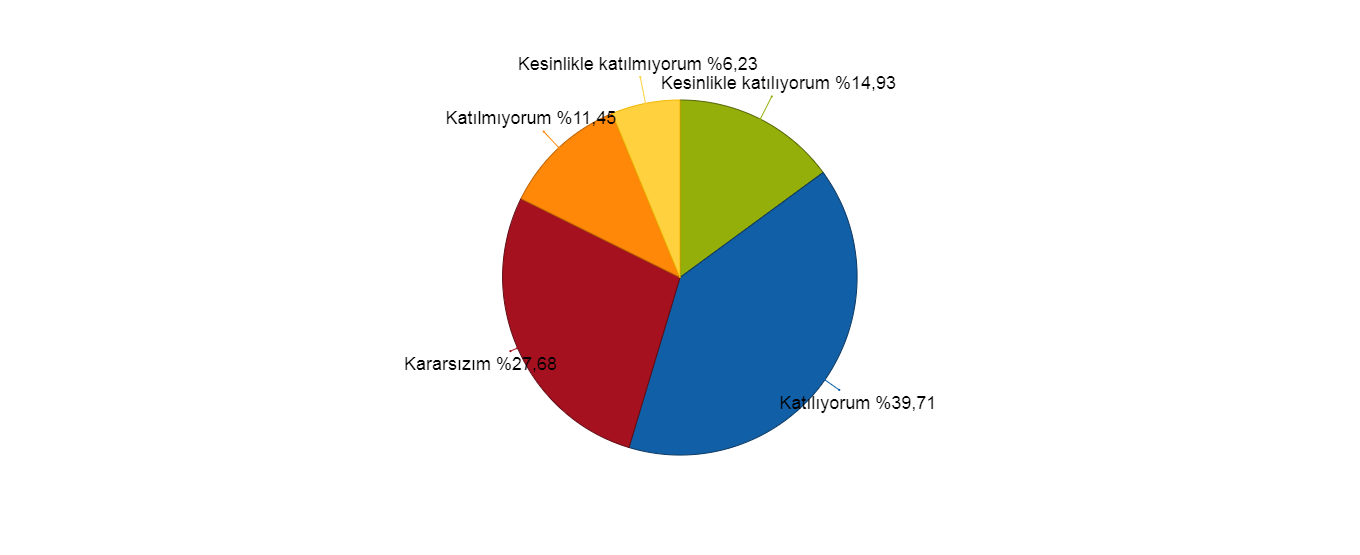 Kesinlikle katılmıyorum %6,23
Kesinlikle katılıyorum %14,93
Katılmıyorum %11,45
Kararsızım %27,68
Katılıyorum %39,71